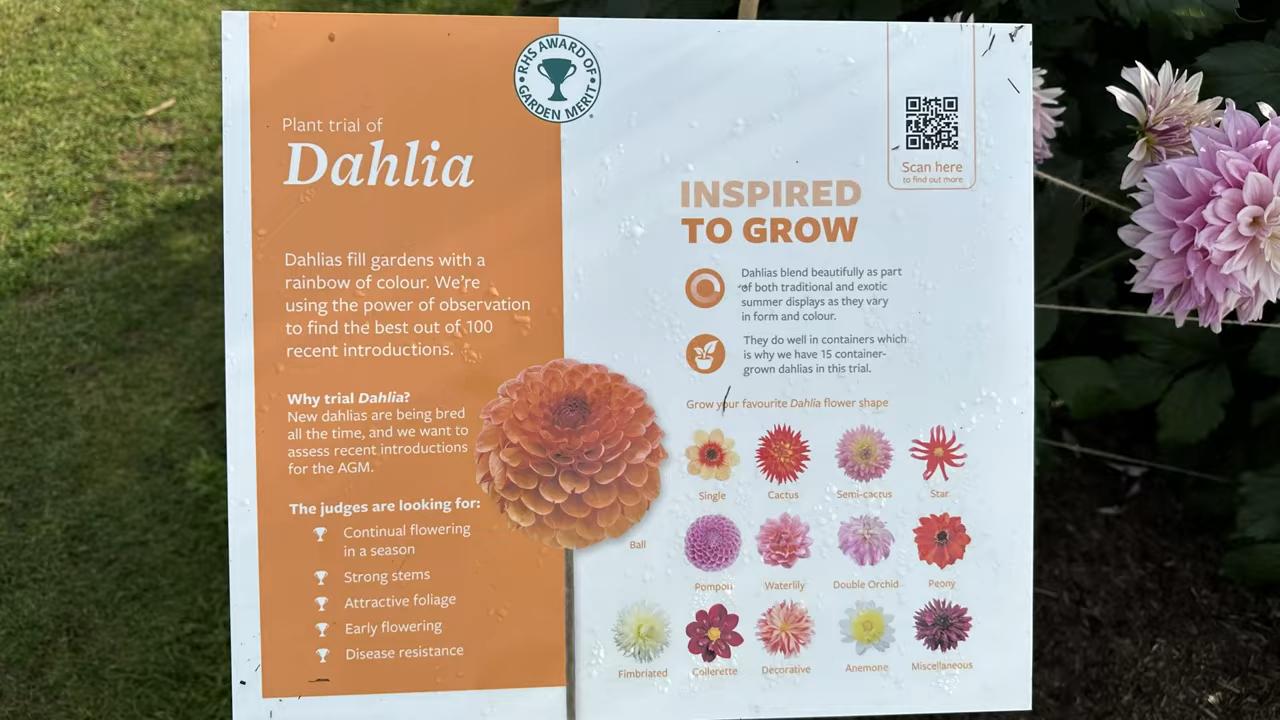 RHS AWARD OF
GARDEN MERIT
Plant trial of
Dahlia
Dahlias fill gardens with a
rainbow of colour. We're
using the power of observation
to find the best out of 100
recent introductions.
Why trial Dahlia?
New dahlias are being bred
all the time, and we want to
assess recent introductions
for the AGM.
The judges are looking for:
Continual flowering
in a season
Strong stems
Attractive foliage
Early flowering
Disease resistance
Scan here
to find out more
INSPIRED
TO GROW
Dahlias blend beautifully as part
of both traditional and exotic
summer displays as they vary
in form and colour.
They do well in containers which
is why we have 15 container-
grown dahlias in this trial.
Grow your favourite Dahlia flower shape
Single Cactus Semi-cactus Star
Ball
Pompon Waterlily Double Orchid Peony
Fimbriated Collerette Decorative Anemone Miscellaneous